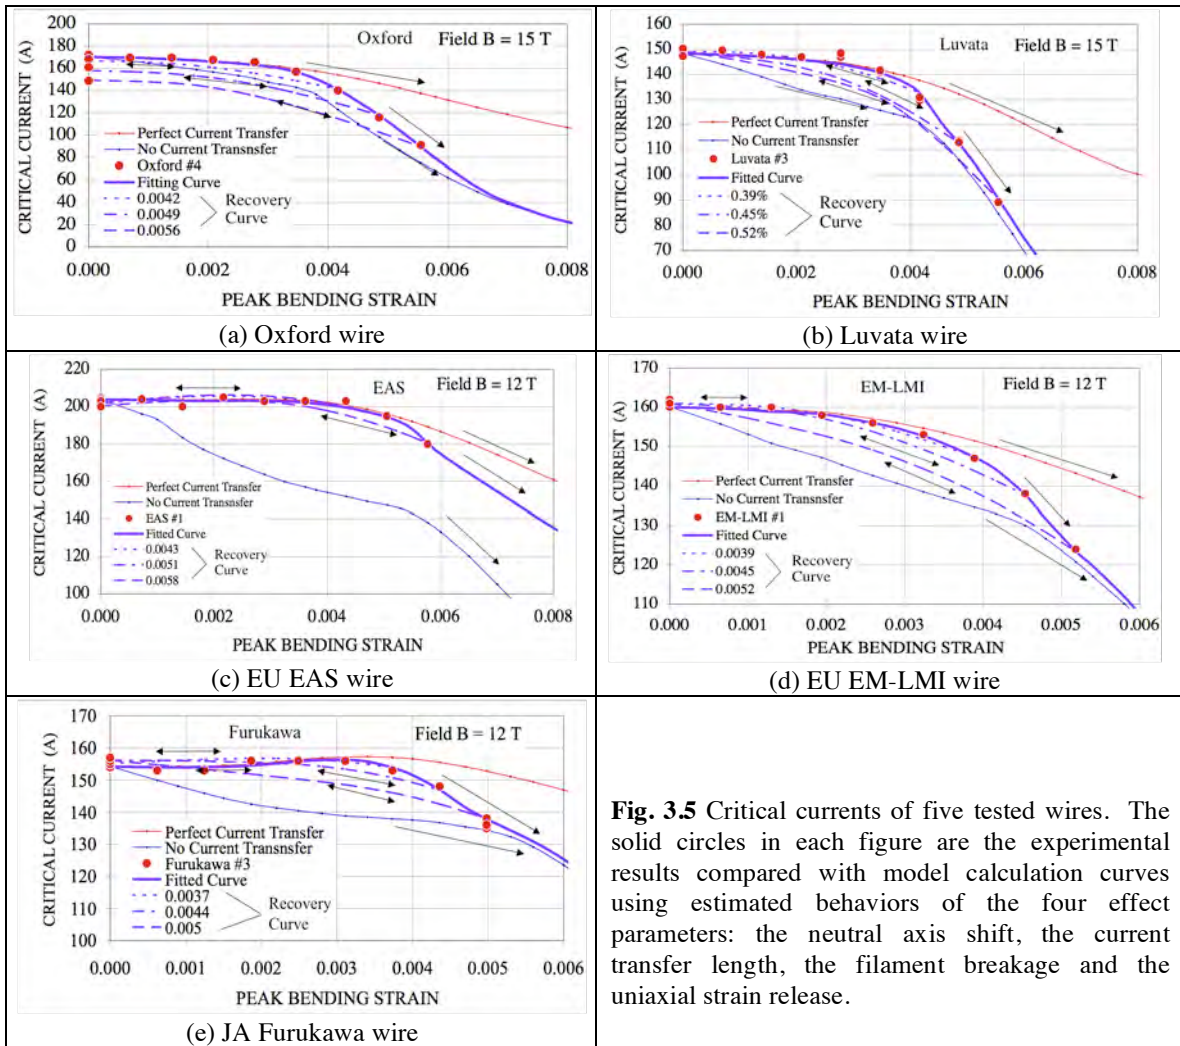 200
180
160
140
120
100
80
60
40
20
0
CRITICAL CURRENT (A)
Oxford
Field B = 15 T
Perfect Current Transfer
No Current Transnsfer
Oxford #4
Fitting Curve
0.0042
0.0049
0.0056
Recovery
Curve
0.000
0.002
0.004
0.006
0.008
PEAK BENDING STRAIN
(a) Oxford wire
160
150
140
130
120
110
100
90
80
70
CRITICAL CURRENT (A)
Luvata
Field B = 15 T
Perfect Current Transfer
No Current Transnsfer
Luvata #3
Fitted Curve
0.39%
0.45%
0.52%
Recovery
Curve
0.000
0.002
0.004
0.006
0.008
PEAK BENDING STRAIN
(b) Luvata wire
220
200
180
160
140
120
100
CRITICAL CURRENT (A)
EAS
Field B = 12 T
Perfect Current Transfer
No Current Transnsfer
EAS #1
Fitted Curve
0.0043
0.0051
0.0058
Recovery
Curve
0.000
0.002
0.004
0.006
0.008
PEAK BENDING STRAIN
(c) EU EAS wire
170
160
150
140
130
120
110
CRITICAL CURRENT (A)
EM-LMI
Field B = 12 T
Perfect Current Transfer
No Current Transnsfer
EM-LMI #1
Fitted Curve
0.0039
0.0045
0.0052
Recovery
Curve
0.000
0.001
0.002
0.003
0.004
0.005
0.006
PEAK BENDING STRAIN
(d) EU EM-LMI wire
170
160
150
140
130
120
110
100
CRITICAL CURRENT (A)
Furukawa
Field B = 12 T
Perfect Current Transfer
No Current Transnsfer
Furukawa #3
Fitted Curve
0.0037
0.0044
0.005
Recovery
Curve
0.000
0.001
0.002
0.003
0.004
0.005
0.006
PEAK BENDING STRAIN
(e) JA Furukawa wire
Fig. 3.5 Critical currents of five tested wires. The
solid circles in each figure are the experimental
results compared with model calculation curves
using estimated behaviors of the four effect
parameters: the neutral axis shift, the current
transfer length, the filament breakage and the
uniaxial strain release.